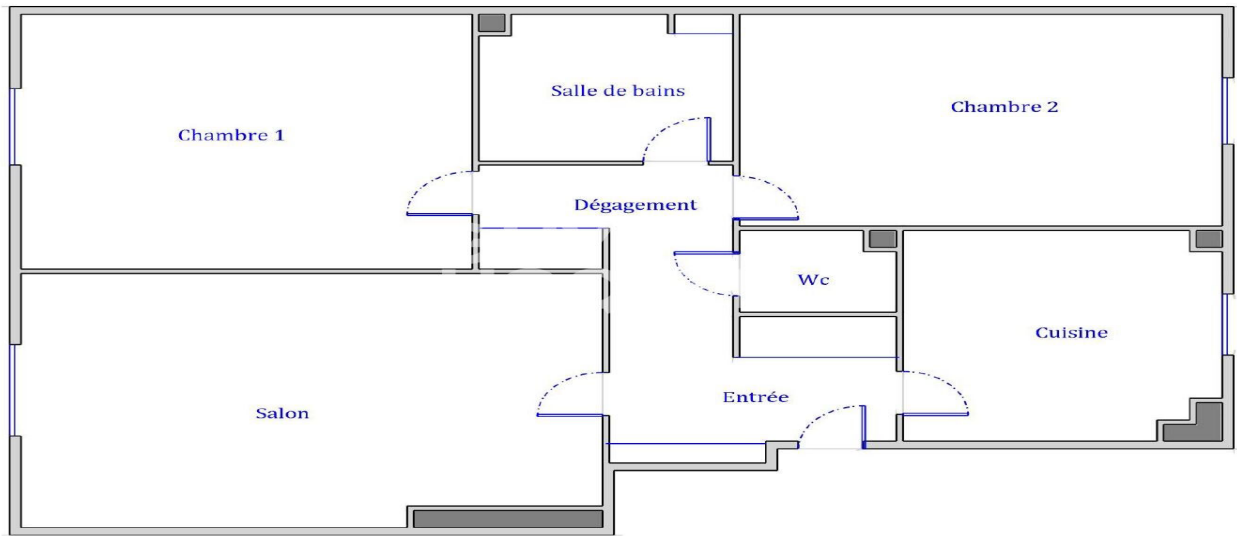 Salle de bains
Chambre 2
Chambre 1
Dégagement
Wc
Cuisine
Entrée
Salon